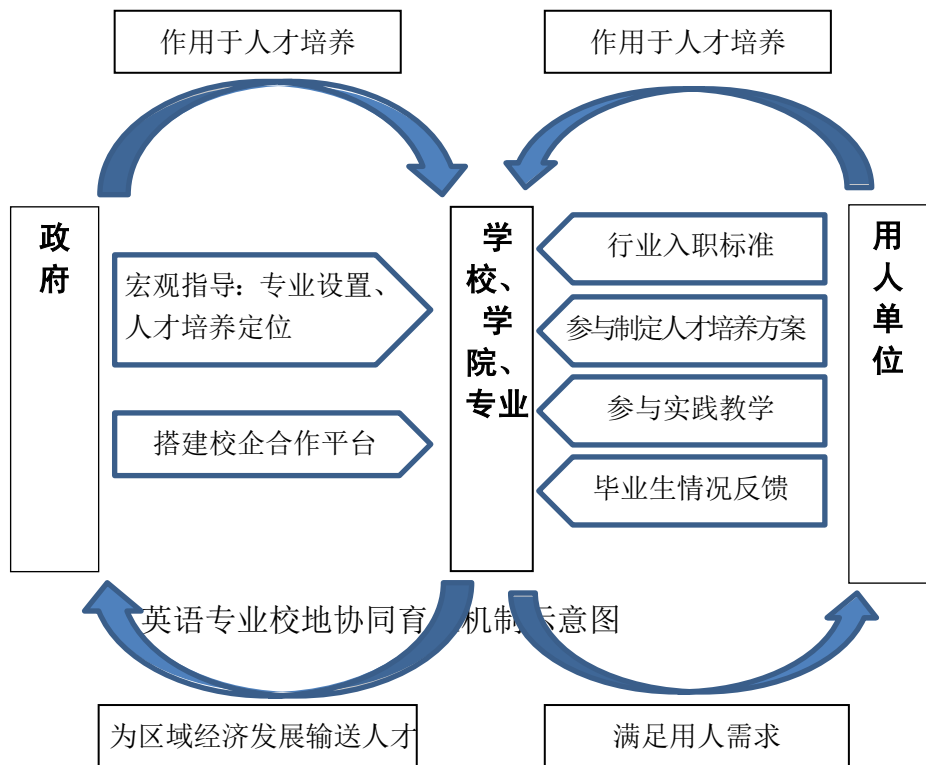 作用于人才培养
作用于人才培养
政
府
宏观指导：专业设置、
人才培养定位
搭建校企合作平台
学
校、
学
院、
专业
行业入职标准
参与制定人才培养方案
参与实践教学
毕业生情况反馈
用
人
单
位
英语专业校地协同育 机制示意图
为区域经济发展输送人才
满足用人需求